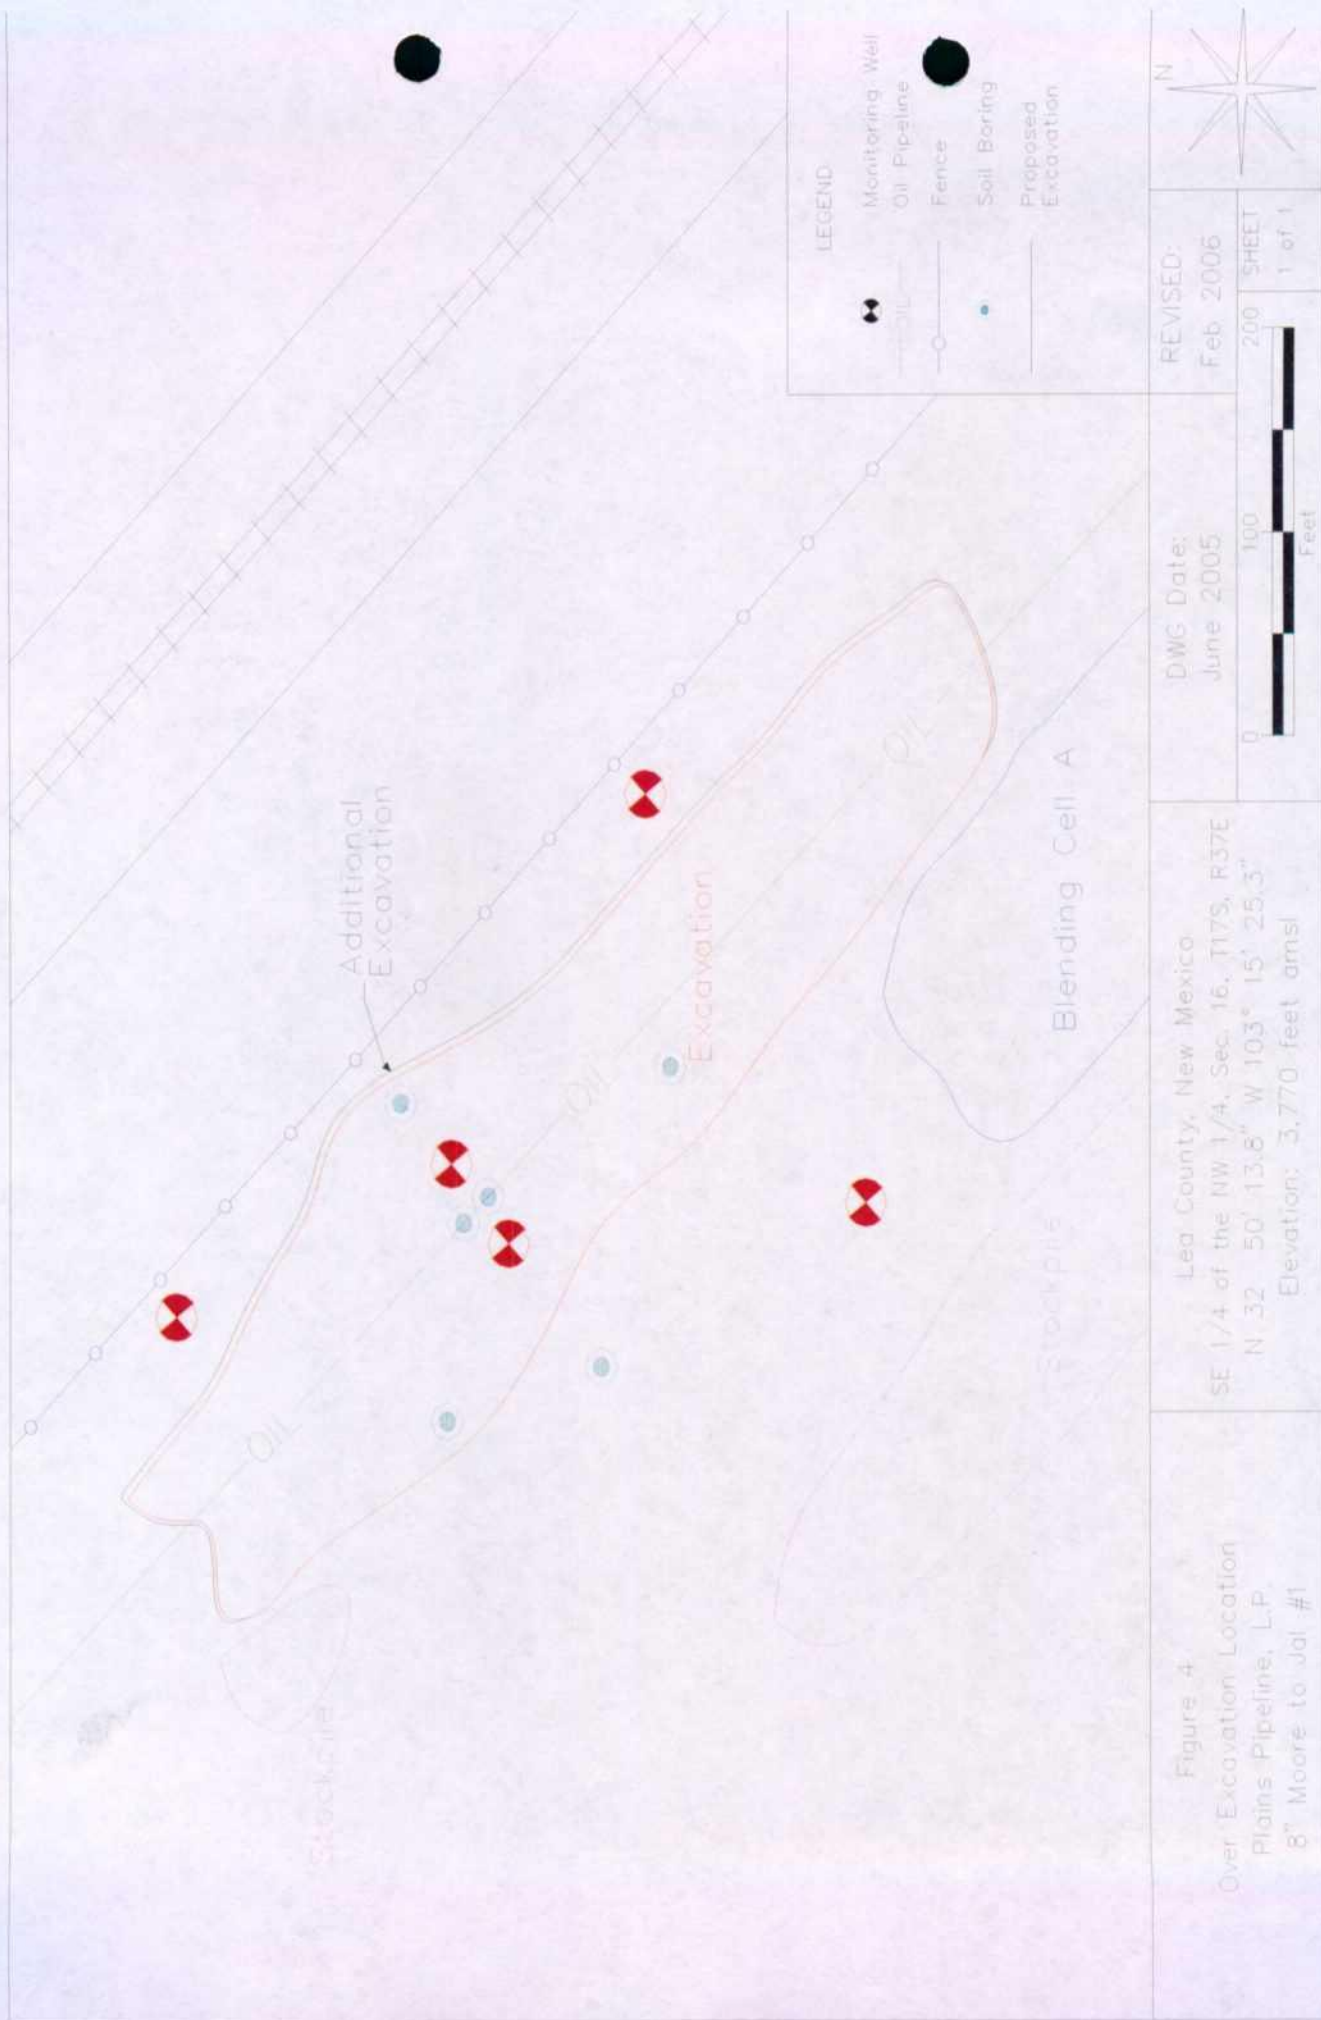 Additional
Excavation
OIL
OIL
OIL
Excavation
Blending Cell A
Stockpile
Stockpile
LEGEND
Monitoring Well
OIL
Oil Pipeline
Fence
Soil Boring
Proposed
Excavation
Figure 4
Over Excavation Location
Plains Pipeline, L.P.
8" Moore to Jal #1
Lea County, New Mexico
SE 1/4 of the NW 1/4, Sec. 16, T17S, R37E
N 32° 50' 13.8" W 103° 15' 25.3"
Elevation: 3,770 feet amsl
DWG Date:
June 2005
REVISED:
Feb 2006
0 100 200
Feet
SHEET
1 of 1
N